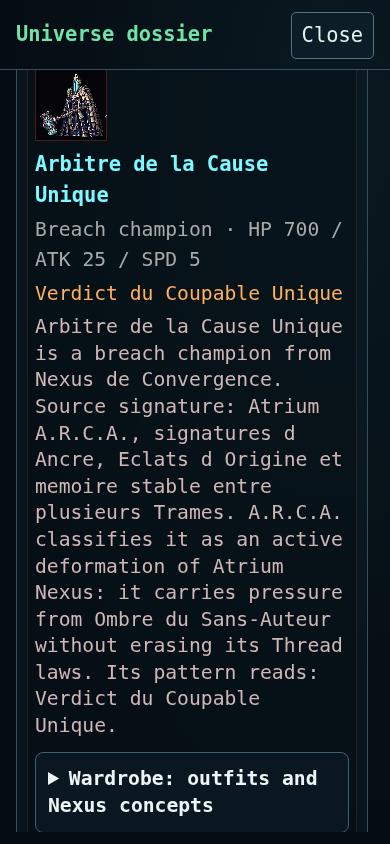 Universe dossier
Close
Arbitre de la Cause
Unique
Breach champion · HP 700 /
ATK 25 / SPD 5
Verdict du Coupable Unique
Arbitre de la Cause Unique
is a breach champion from
Nexus de Convergence.
Source signature: Atrium
A.R.C.A., signatures d
Ancre, Eclats d Origine et
memoire stable entre
plusieurs Trames. A.R.C.A.
classifies it as an active
deformation of Atrium
Nexus: it carries pressure
from Ombre du Sans-Auteur
without erasing its Thread
laws. Its pattern reads:
Verdict du Coupable
Unique.
▶ Wardrobe: outfits and
Nexus concepts